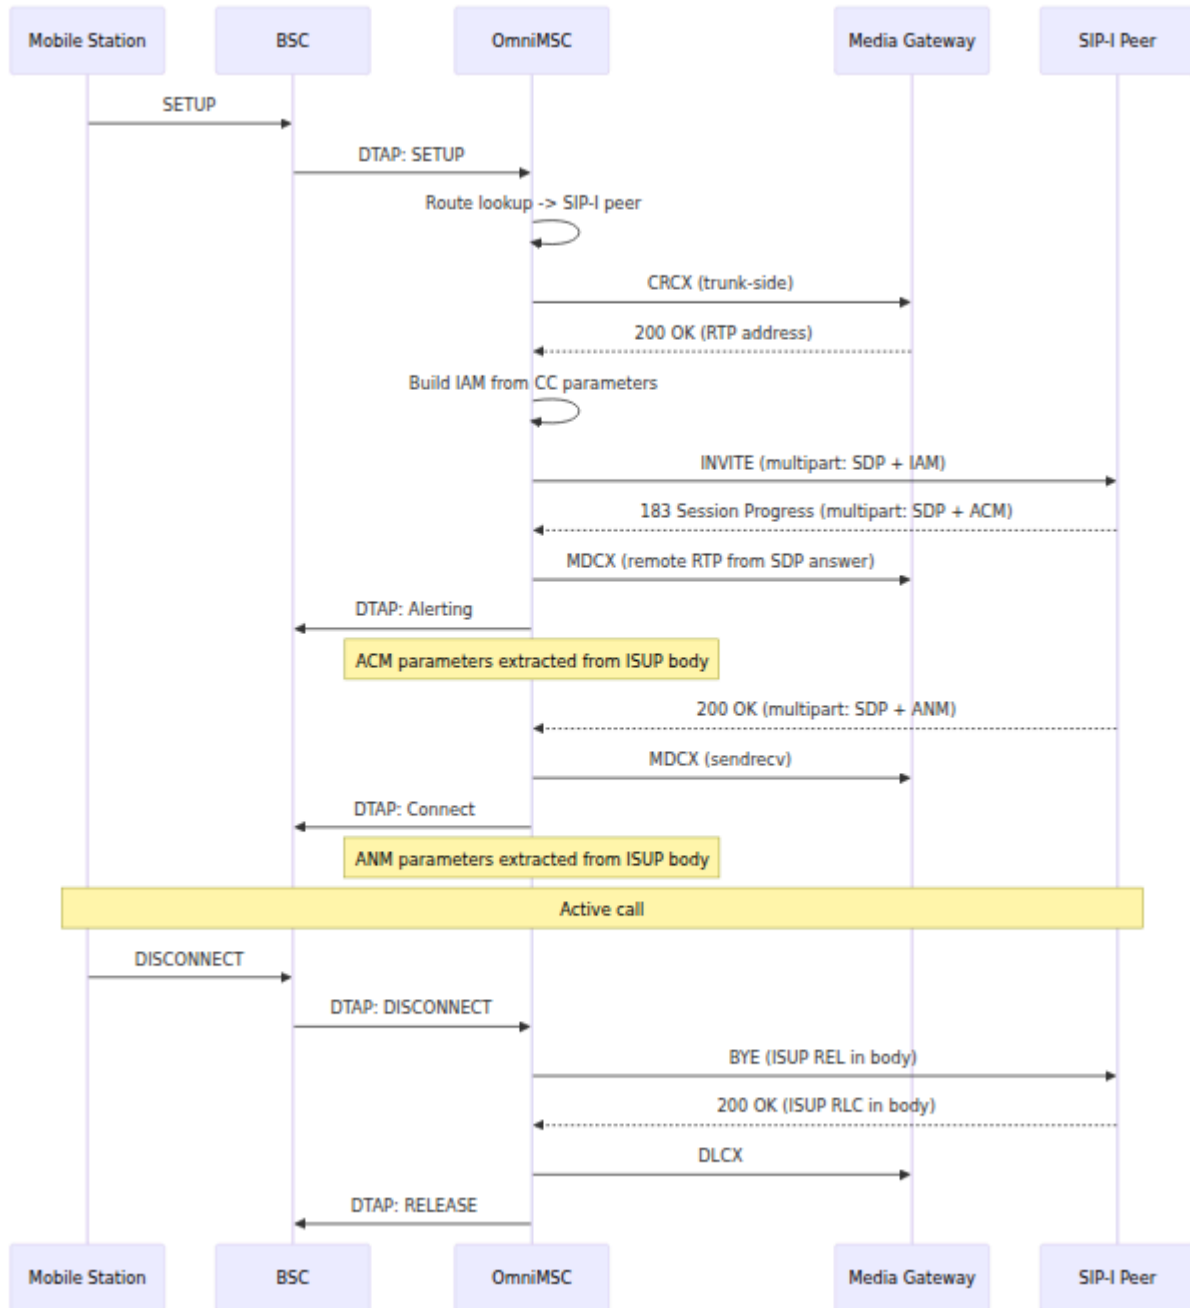 Mobile Station
BSC
OmniMSC
Media Gateway
SIP-I Peer
SETUP
DTAP: SETUP
Route lookup -> SIP-I peer
CRCX (trunk-side)
200 OK (RTP address)
Build IAM from CC parameters
INVITE (multipart: SDP + IAM)
183 Session Progress (multipart: SDP + ACM)
MDCX (remote RTP from SDP answer)
DTAP: Alerting
ACM parameters extracted from ISUP body
200 OK (multipart: SDP + ANM)
MDCX (sendrecv)
DTAP: Connect
ANM parameters extracted from ISUP body
Active call
DISCONNECT
DTAP: DISCONNECT
BYE (ISUP REL in body)
200 OK (ISUP RLC in body)
DLCX
DTAP: RELEASE
Mobile Station
BSC
OmniMSC
Media Gateway
SIP-I Peer